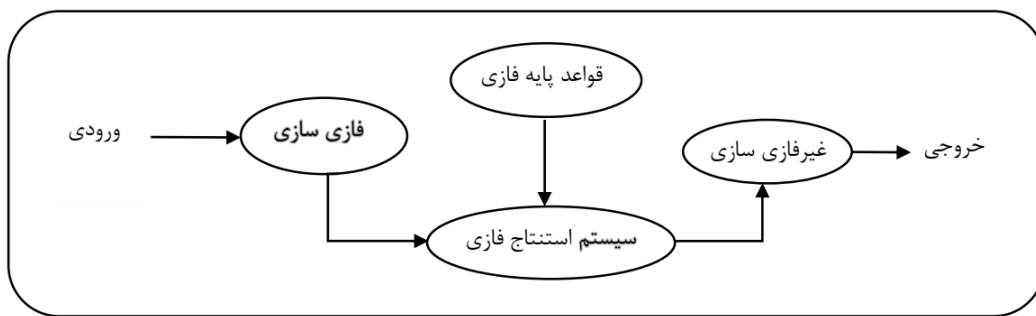 قواعد پایه فازی
ورودی
فازی سازی
غیرفازی سازی
خروجی
سیستم استنتاج فازی